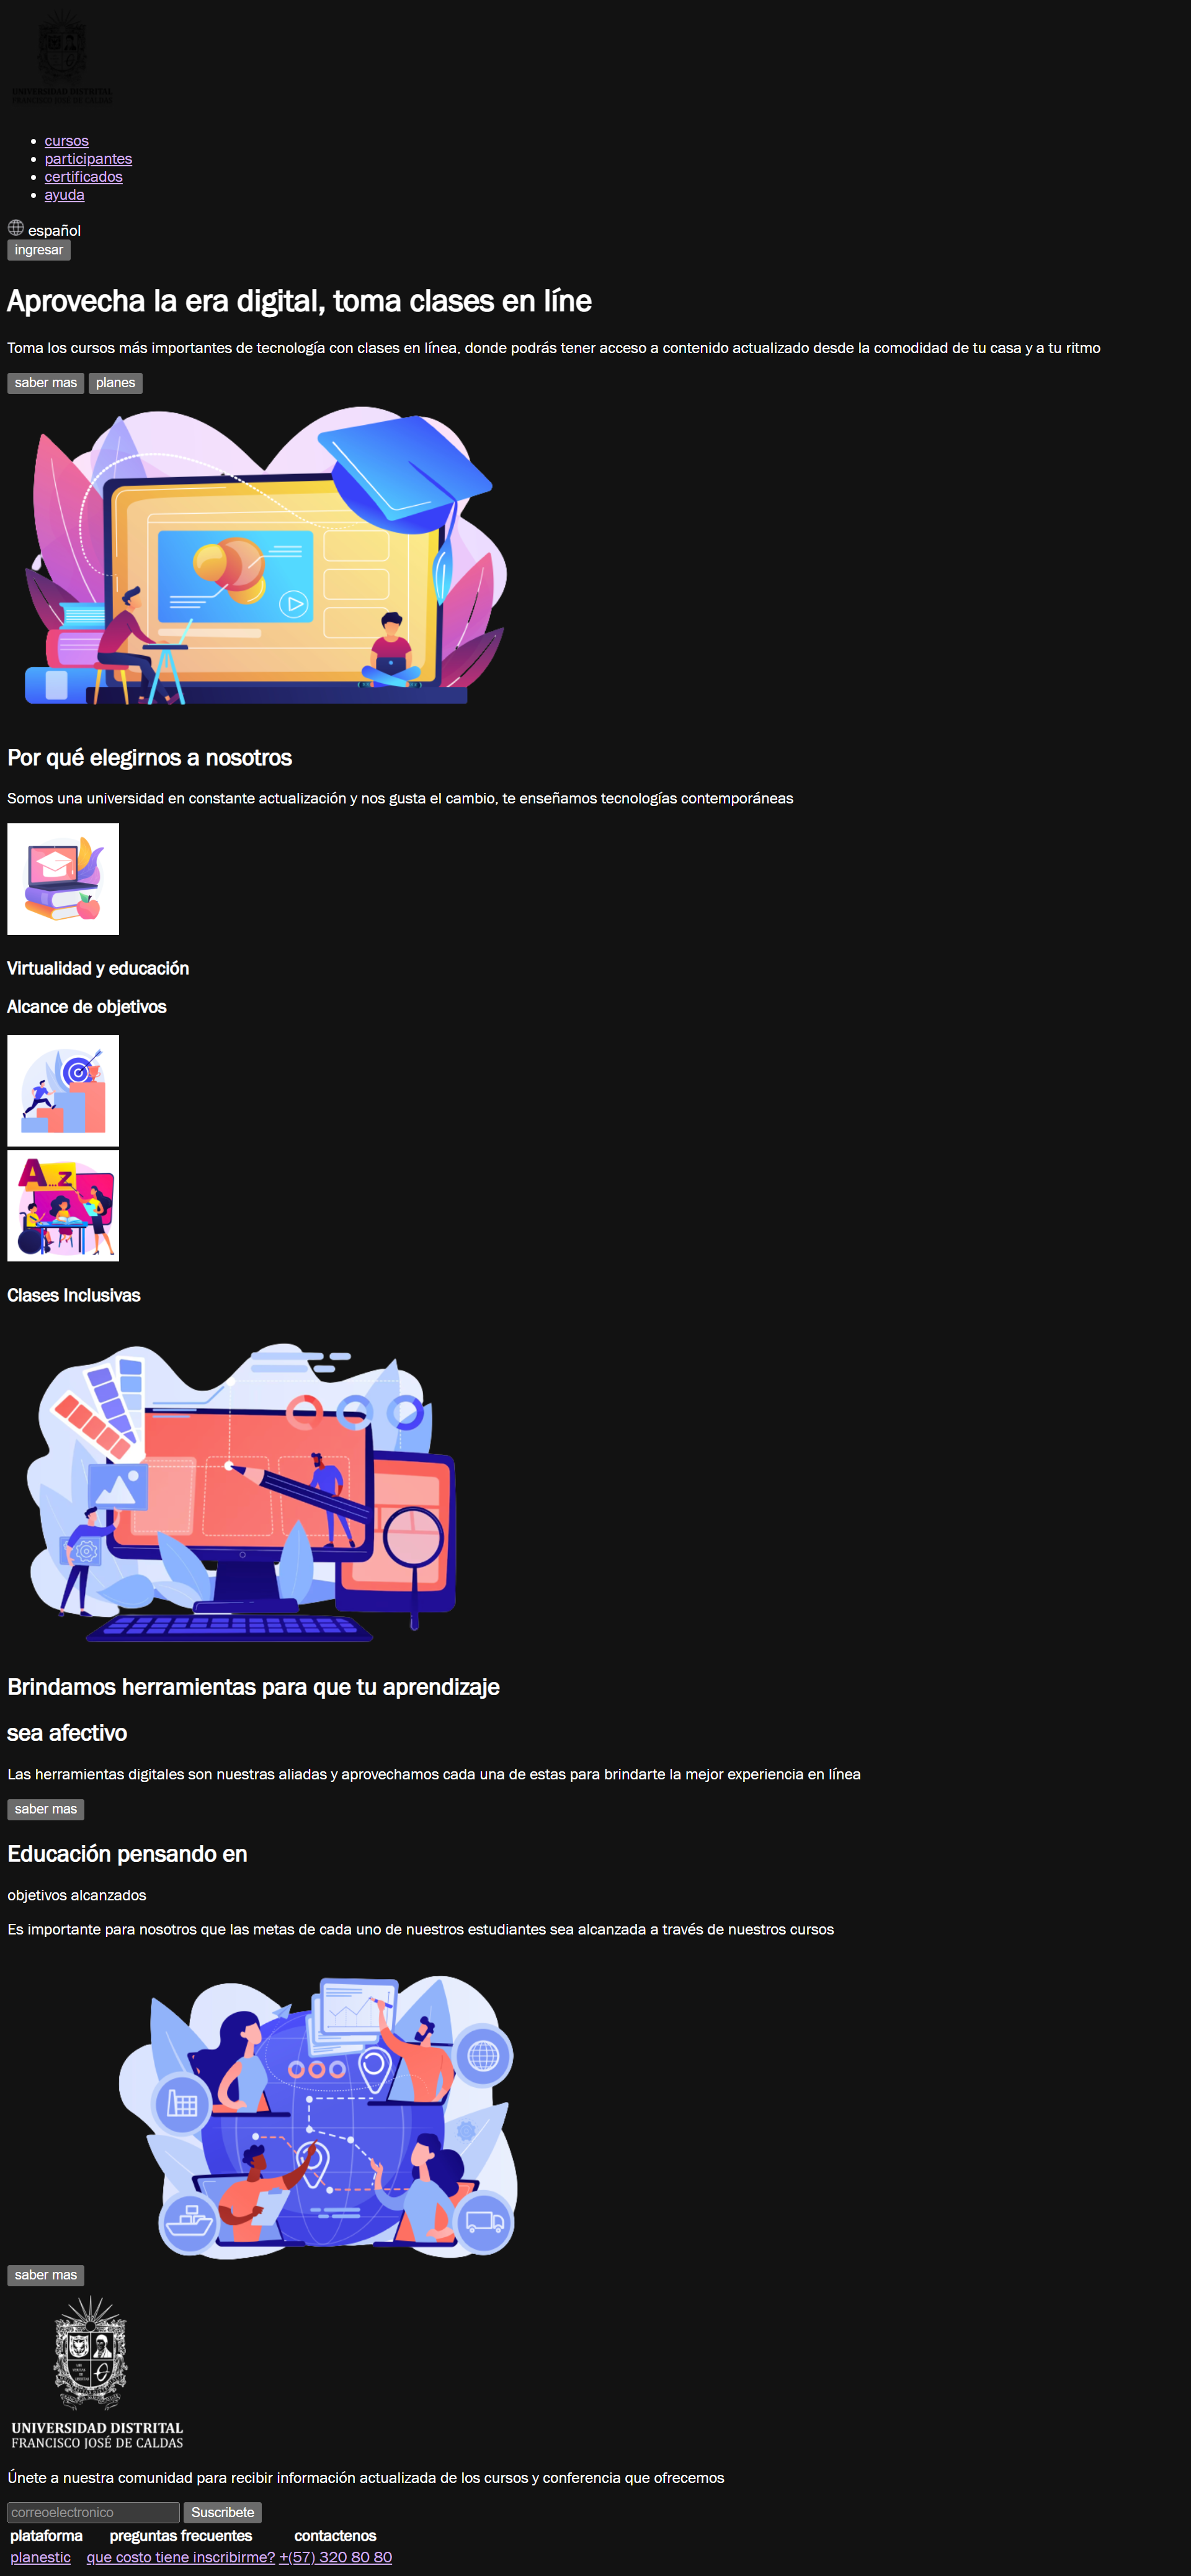 UNIVERSIDAD DISTRITAL
FRANCISCO JOSÉ DE CALDAS
cursos
participantes
certificados
ayuda
español
ingresar
Aprovecha la era digital, toma clases en líne
Toma los cursos más importantes de tecnología con clases en línea, donde podrás tener acceso a contenido actualizado desde la comodidad de tu casa y a tu ritmo
saber mas planes
Por qué elegirnos a nosotros
Somos una universidad en constante actualización y nos gusta el cambio, te enseñamos tecnologías contemporáneas
Virtualidad y educación
Alcance de objetivos
A...z
Clases Inclusivas
Brindamos herramientas para que tu aprendizaje
sea afectivo
Las herramientas digitales son nuestras aliadas y aprovechamos cada una de estas para brindarte la mejor experiencia en línea
saber mas
Educación pensando en
objetivos alcanzados
Es importante para nosotros que las metas de cada uno de nuestros estudiantes sea alcanzada a través de nuestros cursos
saber mas
UNIVERSIDAD DISTRITAL
FRANCISCO JOSÉ DE CALDAS
Únete a nuestra comunidad para recibir información actualizada de los cursos y conferencia que ofrecemos
correoelectronico Suscribete
plataforma preguntas frecuentes contactenos
planestic que costo tiene inscribirme? +(57) 320 80 80